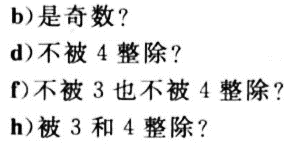 b)是奇数?
d)不被 4 整除?
f)不被 3 也不被 4 整除?
h)被 3 和 4 整除?